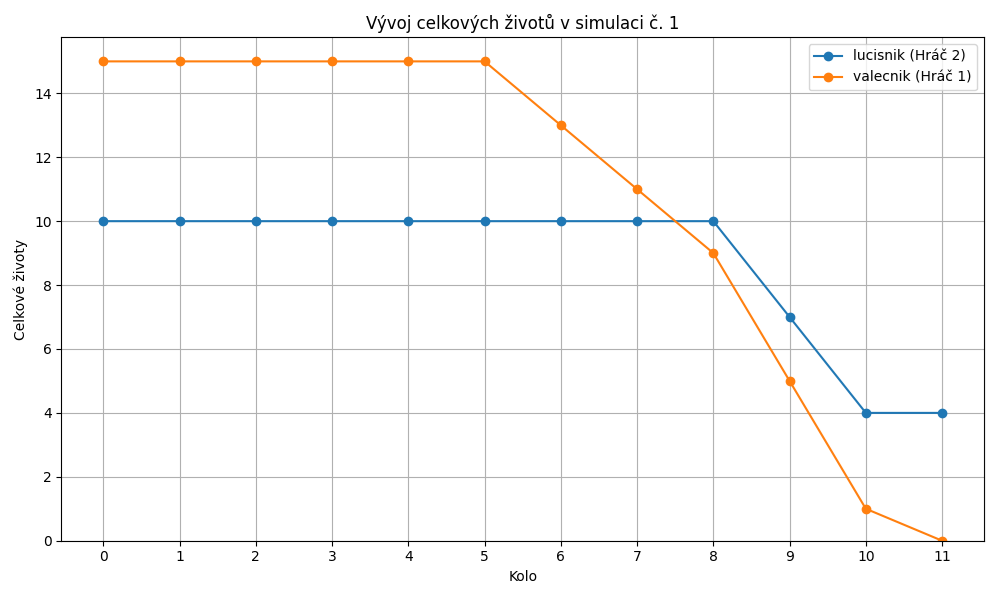 Vývoj celkových životů v simulaci č. 1
lucisnik (Hráč 2)
valecnik (Hráč 1)
Celkové životy
14
12
10
8
6
4
2
0
0 1 2 3 4 5 6 7 8 9 10 11
Kolo